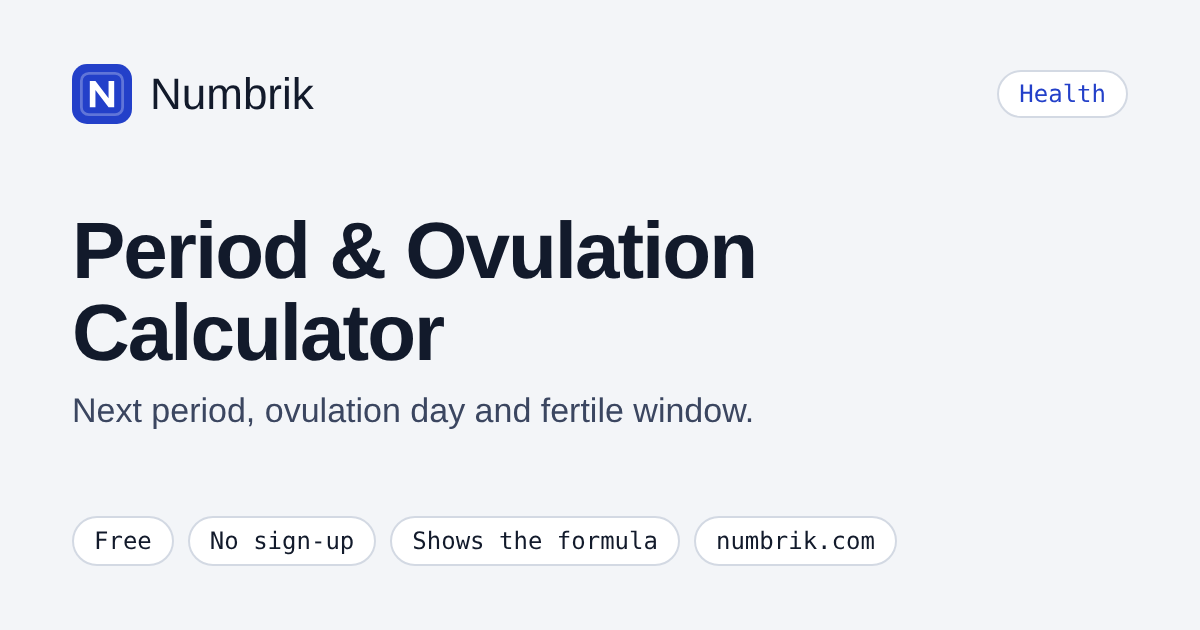 N Numbrik
Health
Period & Ovulation
Calculator
Next period, ovulation day and fertile window.
Free
No sign-up
Shows the formula
numbrik.com